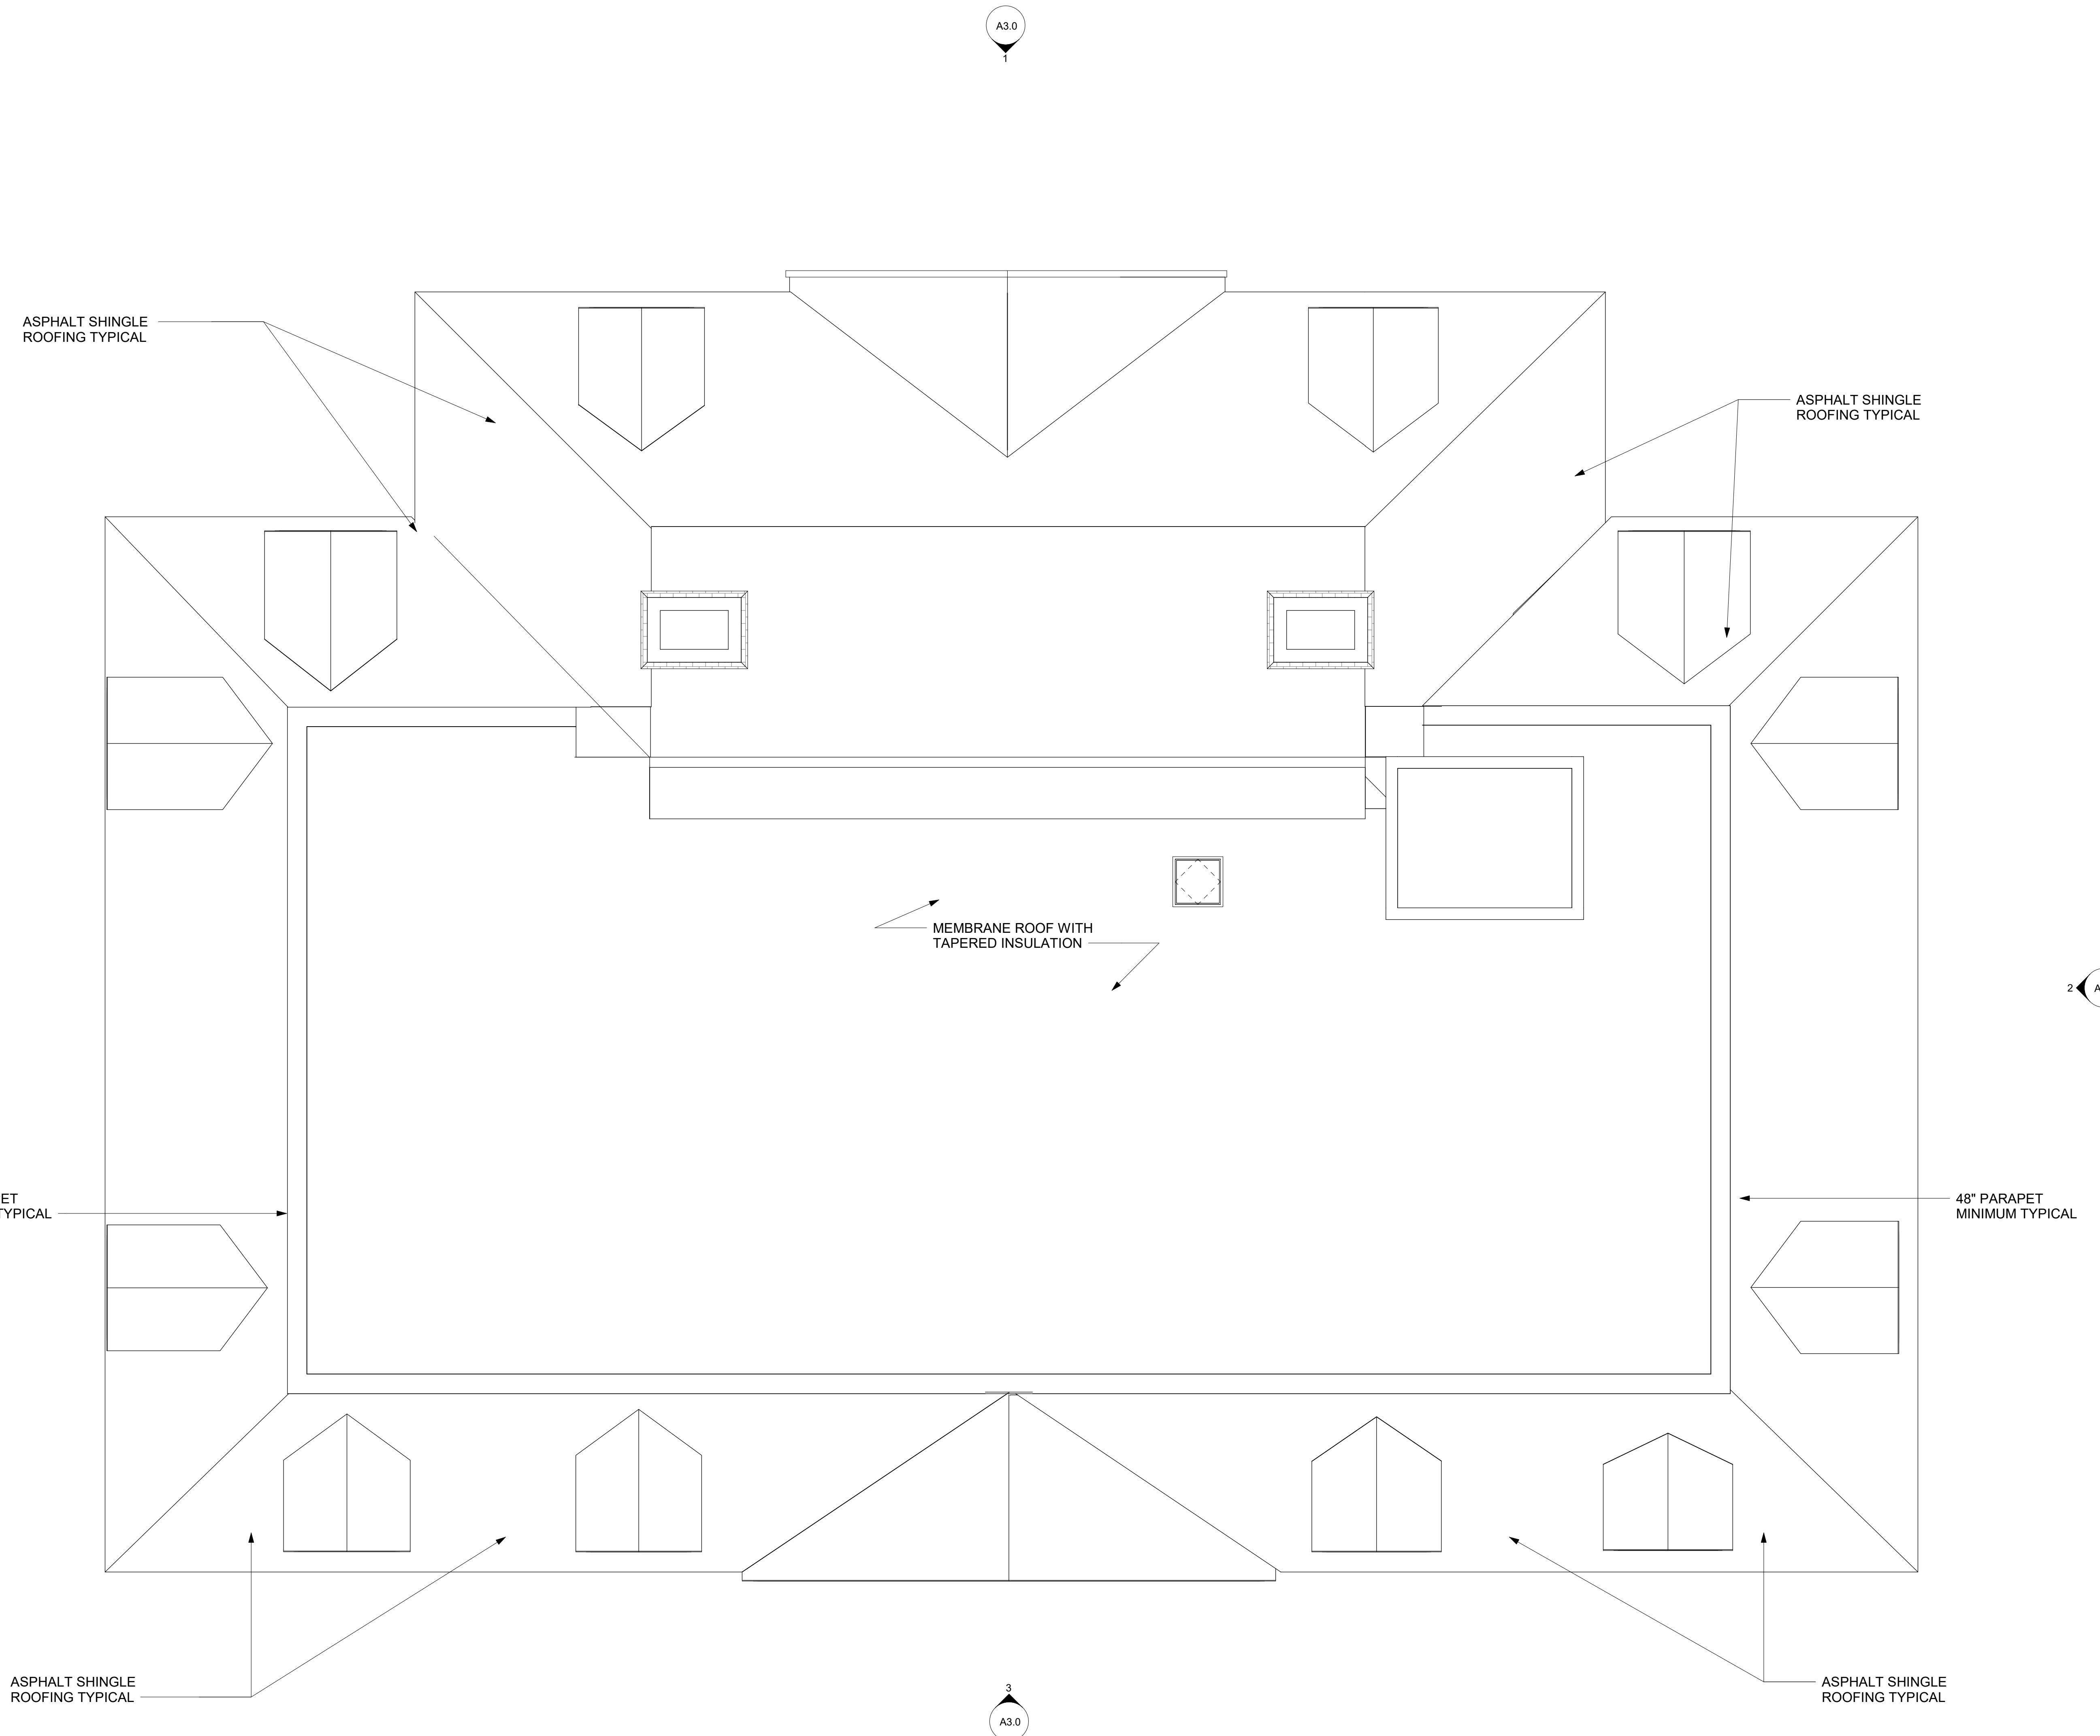 A3.0
1
ASPHALT SHINGLE
ROOFING TYPICAL
ASPHALT SHINGLE
ROOFING TYPICAL
MEMBRANE ROOF WITH
TAPERED INSULATION
2
A
ET
TYPICAL
48" PARAPET
MINIMUM TYPICAL
ASPHALT SHINGLE
ROOFING TYPICAL
3
A3.0
ASPHALT SHINGLE
ROOFING TYPICAL